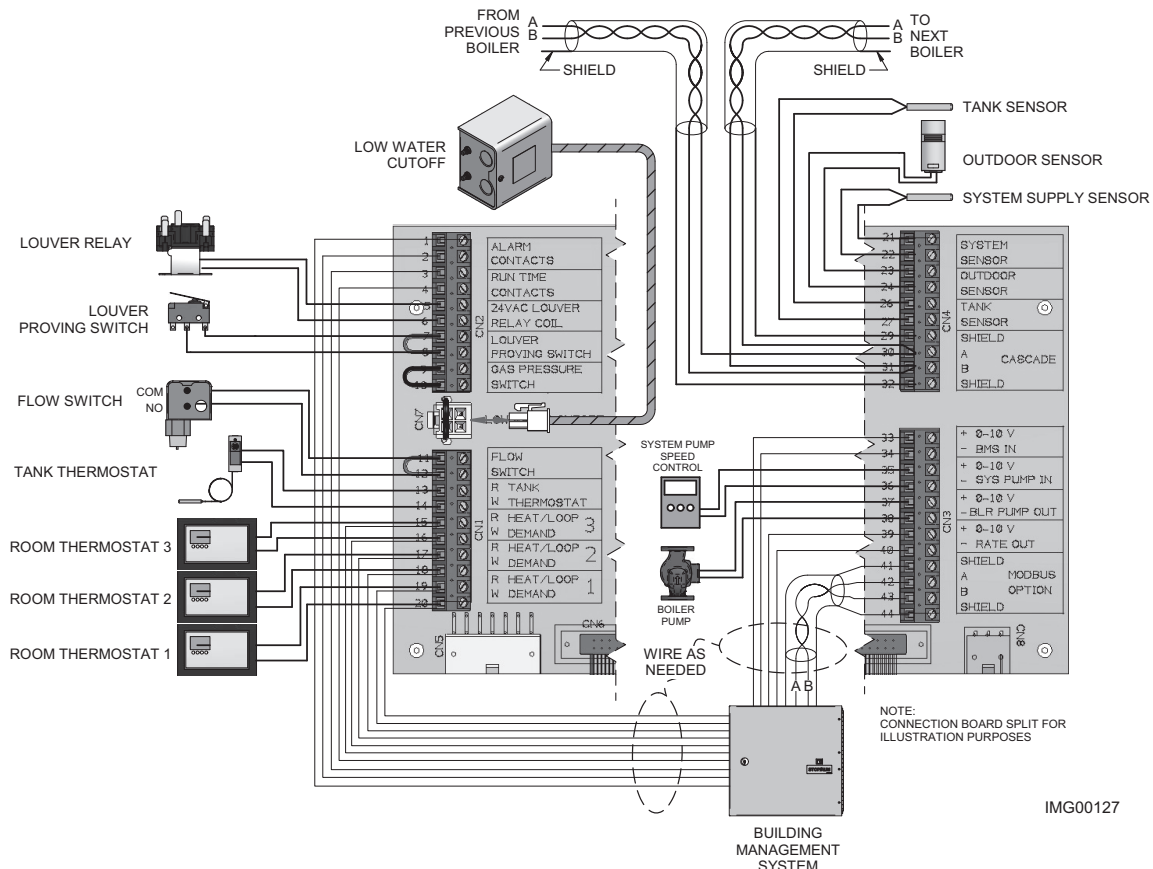 FROM
PREVIOUS
BOILER
A
B
SHIELD
A
B
TO
NEXT
BOILER
SHIELD
LOW WATER
CUTOFF
TANK SENSOR
OUTDOOR SENSOR
SYSTEM SUPPLY SENSOR
LOUVER RELAY
LOUVER
PROVING SWITCH
FLOW SWITCH
COM
NO
TANK THERMOSTAT
ROOM THERMOSTAT 3
ROOM THERMOSTAT 2
ROOM THERMOSTAT 1
1
2
3
4
5
6
7
8
9
10
CN2
ALARM
CONTACTS
RUN TIME
CONTACTS
24VAC LOUVER
RELAY COIL
LOUVER
PROVING SWITCH
GAS PRESSURE
SWITCH
CN7
11
12
13
14
15
16
17
18
19
20
CN1
FLOW
SWITCH
R TANK
W THERMOSTAT
R HEAT/LOOP
W DEMAND
3
R HEAT/LOOP
W DEMAND
2
R HEAT/LOOP
W DEMAND
1
CN5
CN6
21
22
23
24
26
27
29
30
31
32
CN4
SYSTEM
SENSOR
OUTDOOR
SENSOR
TANK
SENSOR
SHIELD
A
B
CASCADE
SHIELD
SYSTEM PUMP
SPEED
CONTROL
BOILER
PUMP
33
34
35
36
37
38
39
40
41
42
43
44
CN3
+ 0-10 V
- BMS IN
+ 0-10 V
- SYS PUMP IN
+ 0-10 V
-BLR PUMP OUT
+ 0-10 V
- RATE OUT
SHIELD
A MODBUS
B OPTION
SHIELD
CN8
WIRE AS
NEEDED
A B
NOTE:
CONNECTION BOARD SPLIT FOR
ILLUSTRATION PURPOSES
BUILDING
MANAGEMENT
SYSTEM
IMG00127